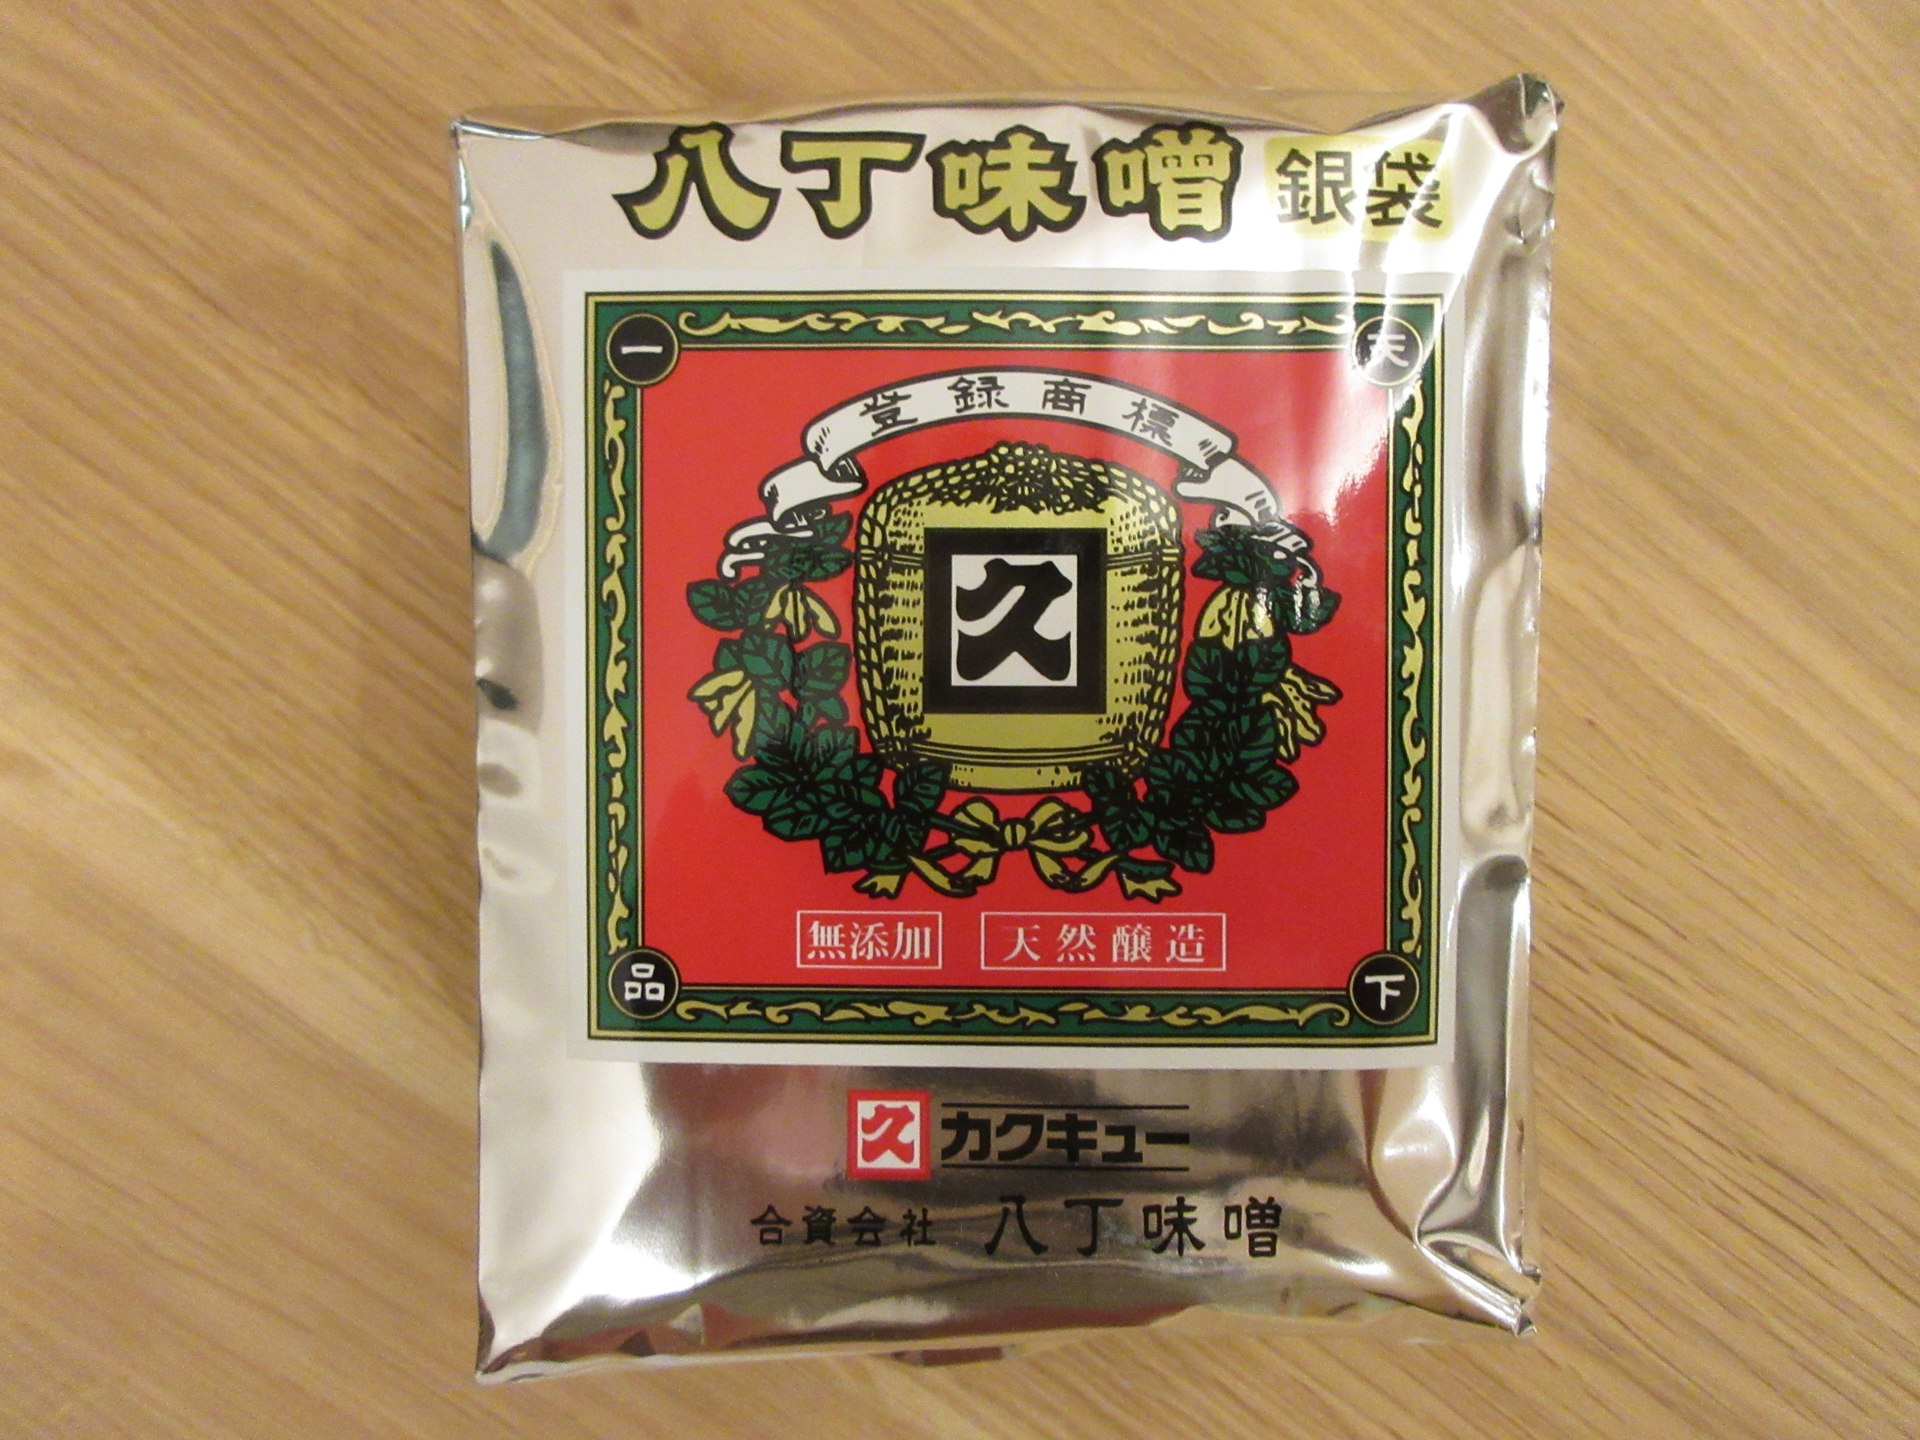 八丁味噌 銀袋
天下一品
登録商標
久
無添加 天然醸造
久 カクキュー
合資会社 八丁味噌